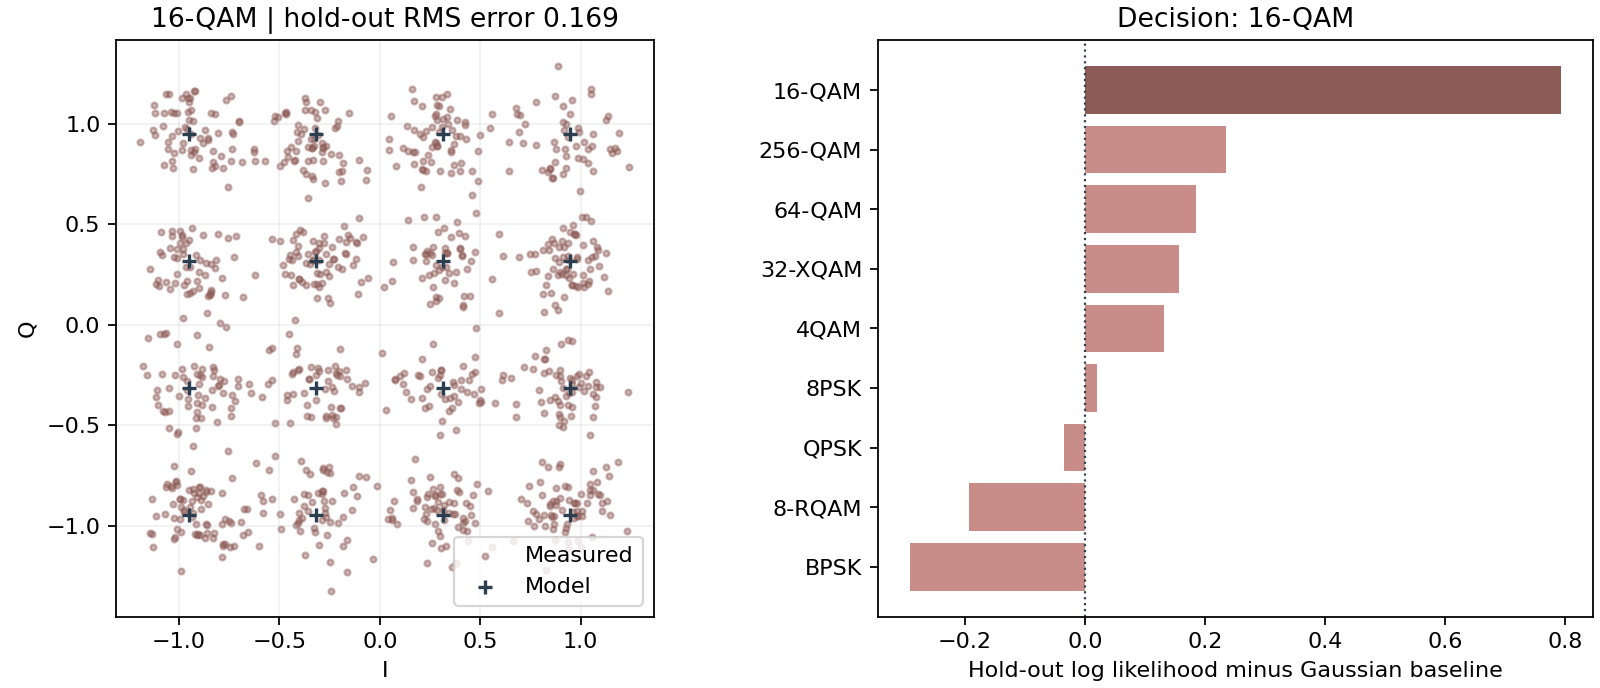 16-QAM | hold-out RMS error 0.169
Q
1.0
0.5
0.0
−0.5
−1.0
−1.0
−0.5
0.0
0.5
1.0
I
Measured
Model
Decision: 16-QAM
16-QAM
256-QAM
64-QAM
32-XQAM
4QAM
8PSK
QPSK
8-RQAM
BPSK
−0.2
0.0
0.2
0.4
0.6
0.8
Hold-out log likelihood minus Gaussian baseline